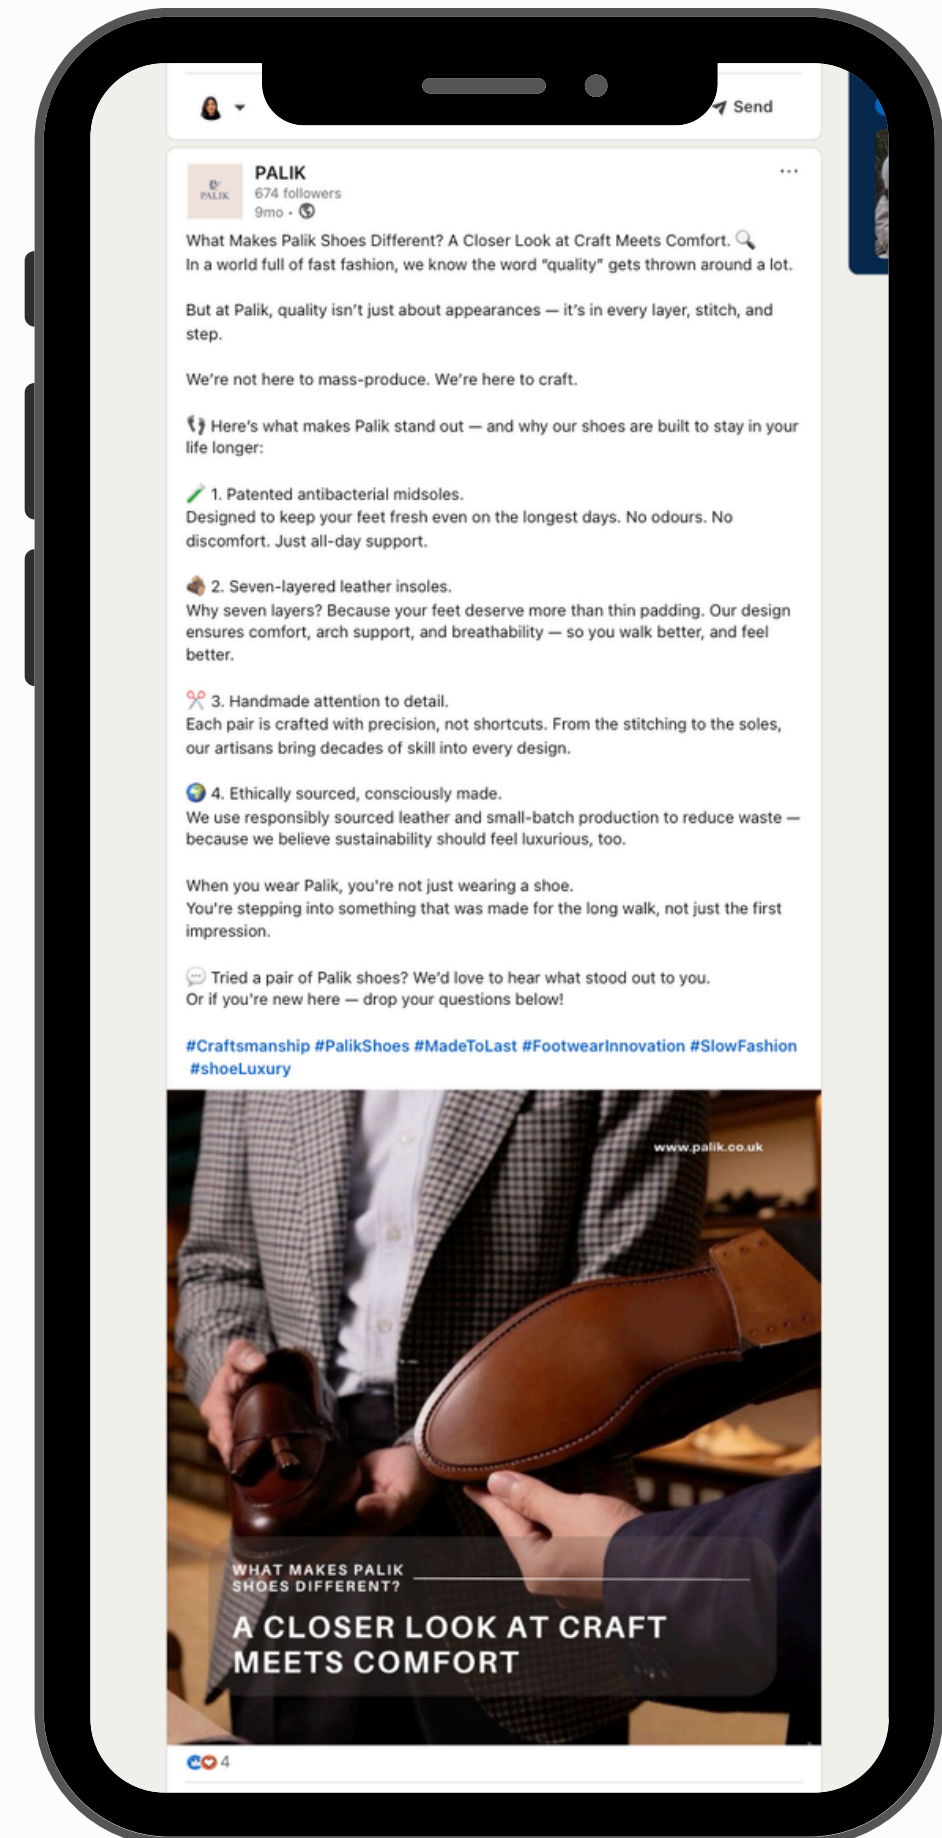 Send
PALIK
PALIK
674 followers
9mo •
What Makes Palik Shoes Different? A Closer Look at Craft Meets Comfort. 🔍
In a world full of fast fashion, we know the word “quality” gets thrown around a lot.
But at Palik, quality isn’t just about appearances — it’s in every layer, stitch, and
step.
We’re not here to mass-produce. We’re here to craft.
👣 Here’s what makes Palik stand out — and why our shoes are built to stay in your
life longer:
🧪 1. Patented antibacterial midsoles.
Designed to keep your feet fresh even on the longest days. No odours. No
discomfort. Just all-day support.
🪵 2. Seven-layered leather insoles.
Why seven layers? Because your feet deserve more than thin padding. Our design
ensures comfort, arch support, and breathability — so you walk better, and feel
better.
✂️ 3. Handmade attention to detail.
Each pair is crafted with precision, not shortcuts. From the stitching to the soles,
our artisans bring decades of skill into every design.
🌍 4. Ethically sourced, consciously made.
We use responsibly sourced leather and small-batch production to reduce waste —
because we believe sustainability should feel luxurious, too.
When you wear Palik, you're not just wearing a shoe.
You're stepping into something that was made for the long walk, not just the first
impression.
💬 Tried a pair of Palik shoes? We’d love to hear what stood out to you.
Or if you're new here — drop your questions below!
#Craftsmanship #PalikShoes #MadeToLast #FootwearInnovation #SlowFashion
#shoeLuxury
www.palik.co.uk
WHAT MAKES PALIK
SHOES DIFFERENT?
A CLOSER LOOK AT CRAFT
MEETS COMFORT
4